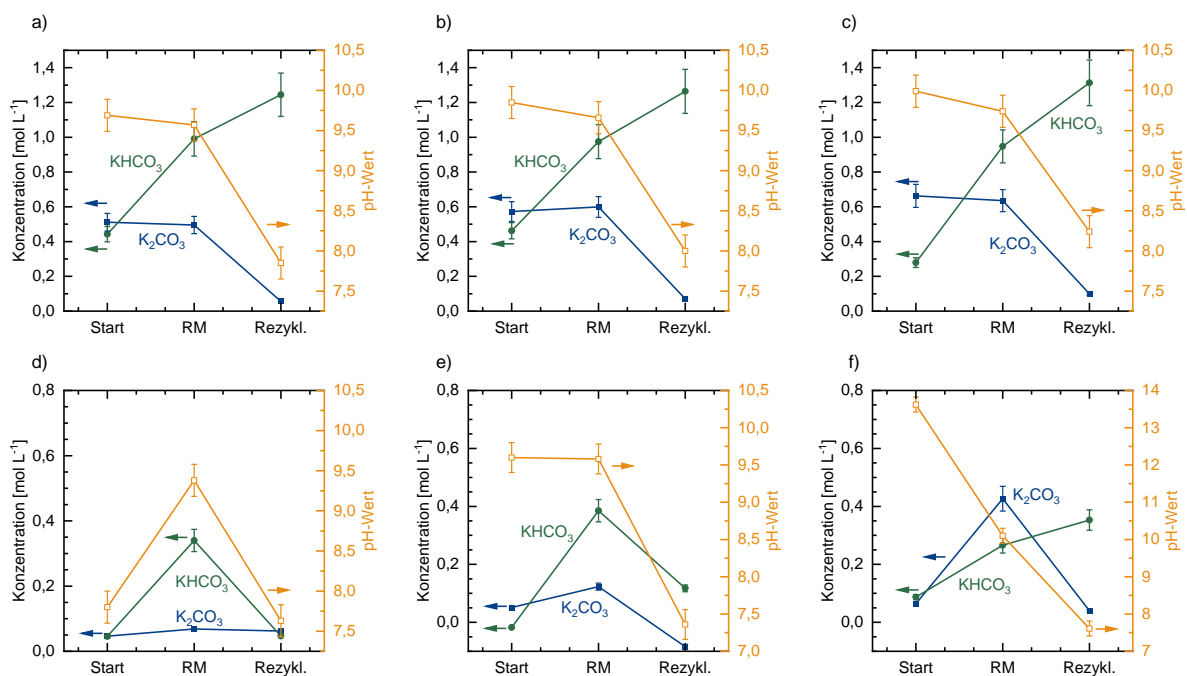 a)
b)
c)
Konzentration [mol L⁻¹]
1,4
1,2
1,0
0,8
0,6
0,4
0,2
0,0
KHCO₃
K₂CO₃
10,5
10,0
9,5
9,0
8,5
8,0
7,5
pH-Wert
Start RM Rezykl.
Konzentration [mol L⁻¹]
1,4
1,2
1,0
0,8
0,6
0,4
0,2
0,0
KHCO₃
K₂CO₃
10,5
10,0
9,5
9,0
8,5
8,0
7,5
pH-Wert
Start RM Rezykl.
Konzentration [mol L⁻¹]
1,4
1,2
1,0
0,8
0,6
0,4
0,2
0,0
KHCO₃
K₂CO₃
10,5
10,0
9,5
9,0
8,5
8,0
7,5
pH-Wert
Start RM Rezykl.
d)
e)
f)
Konzentration [mol L⁻¹]
0,8
0,6
0,4
0,2
0,0
KHCO₃
K₂CO₃
10,5
10,0
9,5
9,0
8,5
8,0
7,5
pH-Wert
Start RM Rezykl.
Konzentration [mol L⁻¹]
0,8
0,6
0,4
0,2
0,0
KHCO₃
K₂CO₃
10,5
10,0
9,5
9,0
8,5
8,0
7,5
7,0
pH-Wert
Start RM Rezykl.
Konzentration [mol L⁻¹]
0,8
0,6
0,4
0,2
0,0
K₂CO₃
KHCO₃
14
13
12
11
10
9
8
7
pH-Wert
Start RM Rezykl.